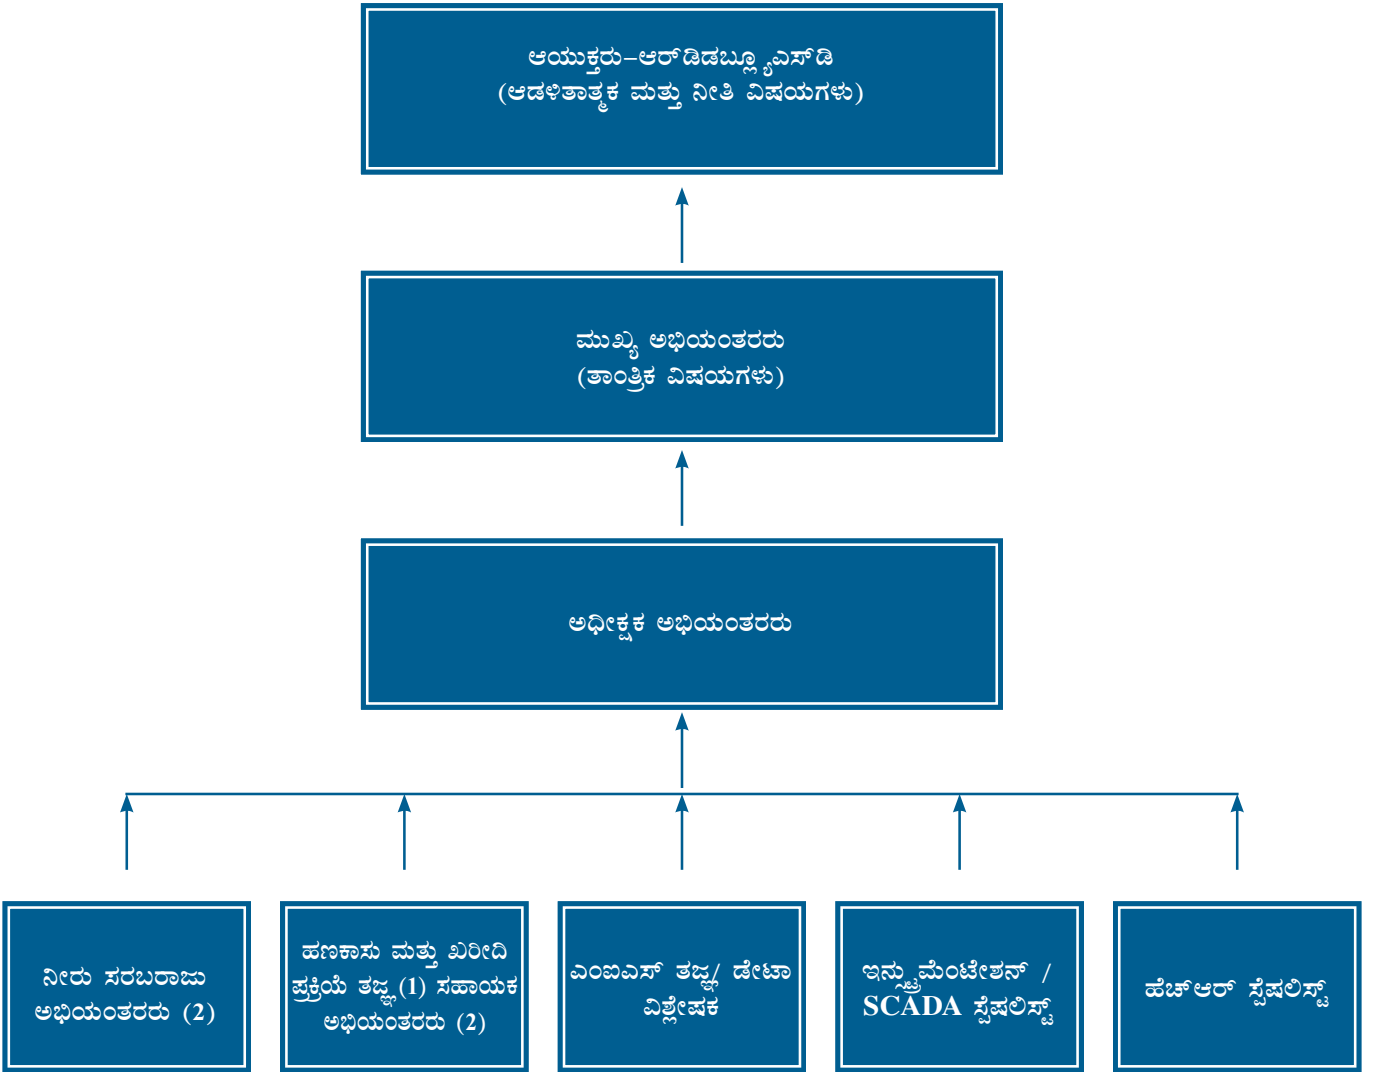 ಆಯುಕ್ತರು–ಆರ್‌ಡಿಡಬ್ಲ್ಯೂಎಸ್‌ಡಿ
(ಆಡಳಿತಾತ್ಮಕ ಮತ್ತು ನೀತಿ ವಿಷಯಗಳು)
ಮುಖ್ಯ ಅಭಿಯಂತರರು
(ತಾಂತ್ರಿಕ ವಿಷಯಗಳು)
ಅಧೀಕ್ಷಕ ಅಭಿಯಂತರರು
ನೀರು ಸರಬರಾಜು
ಅಭಿಯಂತರರು (2)
ಹಣಕಾಸು ಮತ್ತು ಖರೀದಿ
ಪ್ರಕ್ರಿಯೆ ತಜ್ಞ (1) ಸಹಾಯಕ
ಅಭಿಯಂತರರು (2)
ಎಂಐಎಸ್ ತಜ್ಞ/ ಡೇಟಾ
ವಿಶ್ಲೇಷಕ
ಇನ್ಸ್ಟ್ರುಮೆಂಟೇಶನ್ /
SCADA ಸ್ಪೆಷಲಿಸ್ಟ್
ಹೆಚ್‌ಆರ್ ಸ್ಪೆಷಲಿಸ್ಟ್